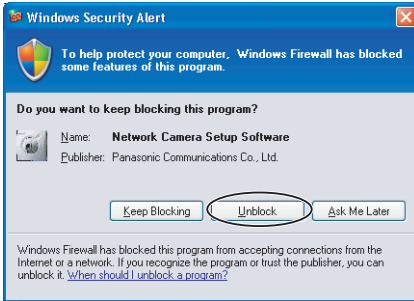 Windows Security Alert
To help protect your computer, Windows Firewall has blocked
some features of this program.
Do you want to keep blocking this program?
Name: Network Camera Setup Software
Publisher: Panasonic Communications Co., Ltd.
Keep Blocking Unblock Ask Me Later
Windows Firewall has blocked this program from accepting connections from the
Internet or a network. If you recognize the program or trust the publisher, you can
unblock it. When should I unblock a program?